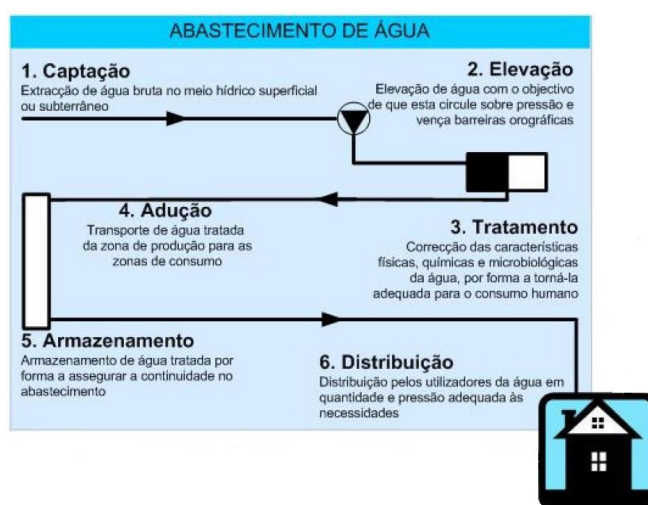 ABASTECIMENTO DE ÁGUA
1. Captação
Extracção de água bruta no meio hídrico superficial
ou subterrâneo
2. Elevação
Elevação de água com o objectivo
de que esta circule sobre pressão e
vença barreiras orográficas
3. Tratamento
Correcção das características
físicas, químicas e microbiológicas
da água, por forma a torná-la
adequada para o consumo humano
4. Adução
Transporte de água tratada
da zona de produção para as
zonas de consumo
5. Armazenamento
Armazenamento de água tratada por
forma a assegurar a continuidade no
abastecimento
6. Distribuição
Distribuição pelos utilizadores da água em
quantidade e pressão adequada às
necessidades